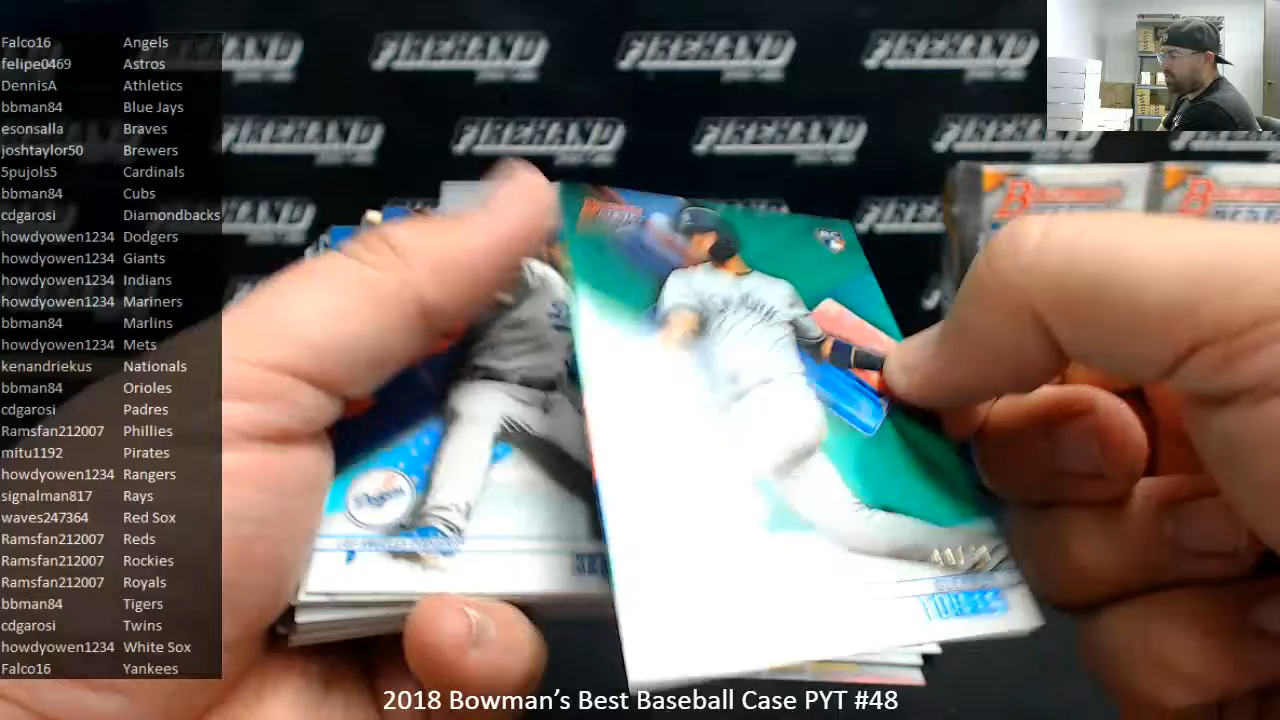 Falco16 Angels
felipe0469 Astros
DennisA Athletics
bbman84 Blue Jays
esonsalla Braves
joshtaylor50 Brewers
5pujols5 Cardinals
bbman84 Cubs
cdgarosi Diamondbacks
howdyowen1234 Dodgers
howdyowen1234 Giants
howdyowen1234 Indians
howdyowen1234 Mariners
bbman84 Marlins
howdyowen1234 Mets
kenandriekus Nationals
bbman84 Orioles
cdgarosi Padres
Ramsfan212007 Phillies
mitu1192 Pirates
howdyowen1234 Rangers
signalman817 Rays
waves247364 Red Sox
Ramsfan212007 Reds
Ramsfan212007 Rockies
Ramsfan212007 Royals
bbman84 Tigers
cdgarosi Twins
howdyowen1234 White Sox
Falco16 Yankees
FIREHAND FIREHAND FIREHAND FIREHAND
FIREHAND FIREHAND FIREHAND FIREHAND
BOWMAN BOWMAN
TORRES
2018 Bowman's Best Baseball Case PYT #48